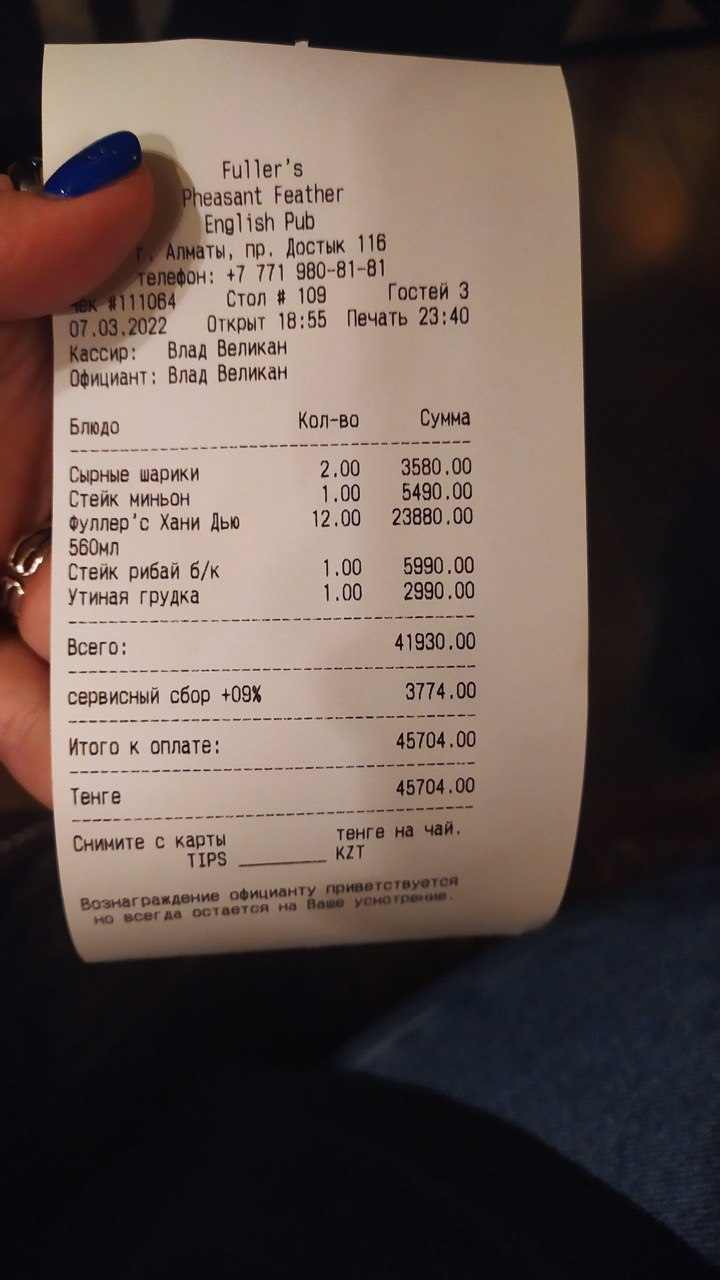 Fuller's
Pheasant Feather
English Pub
г. Алматы, пр. Достык 116
телефон: +7 771 980-81-81
чек #111064 Стол # 109 Гостей 3
07.03.2022 Открыт 18:55 Печать 23:40
Кассир: Влад Великан
Официант: Влад Великан
Блюдо Кол-во Сумма
Сырные шарики 2.00 3580.00
Стейк миньон 1.00 5490.00
Фуллер'с Хани Дью 12.00 23880.00
560мл
Стейк рибай б/к 1.00 5990.00
Утиная грудка 1.00 2990.00
Всего: 41930.00
сервисный сбор +09% 3774.00
Итого к оплате: 45704.00
Тенге 45704.00
Снимите с карты тенге на чай.
TIPS ________ KZT
Вознаграждение официанту приветствуется
но всегда остается на Ваше усмотрение.